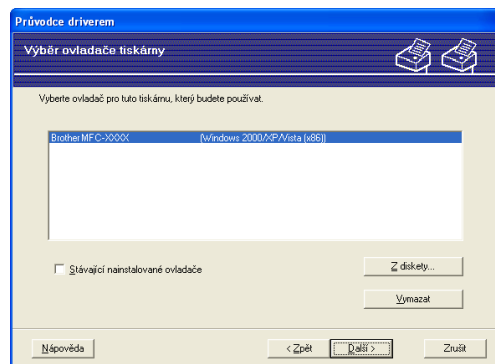 Průvodce driverem
Výběr ovladače tiskárny
Vyberte ovladač pro tuto tiskárnu, který budete používat.
Brother MFC-XXXX (Windows 2000/XP/Vista (x86))
Stávající nainstalované ovladače
Z diskety...
Vymazat
Nápověda < Zpět Další > Zrušit